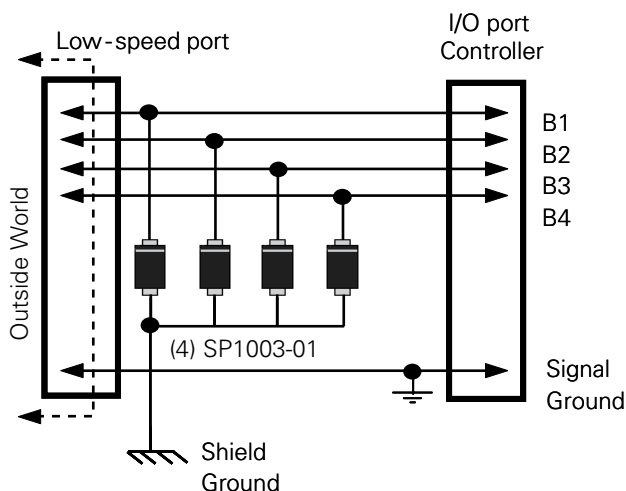 Low-speed port
I/O port
Controller
B1
B2
B3
B4
Outside World
(4) SP1003-01
Signal
Ground
Shield
Ground